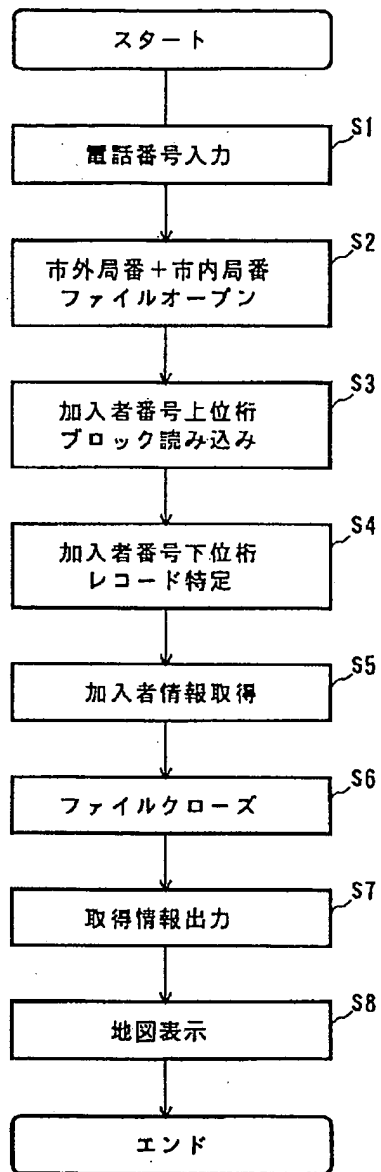 スタート
S1
電話番号入力
S2
市外局番+市内局番
ファイルオープン
S3
加入者番号上位桁
ブロック読み込み
S4
加入者番号下位桁
レコード特定
S5
加入者情報取得
S6
ファイルクローズ
S7
取得情報出力
S8
地図表示
エンド